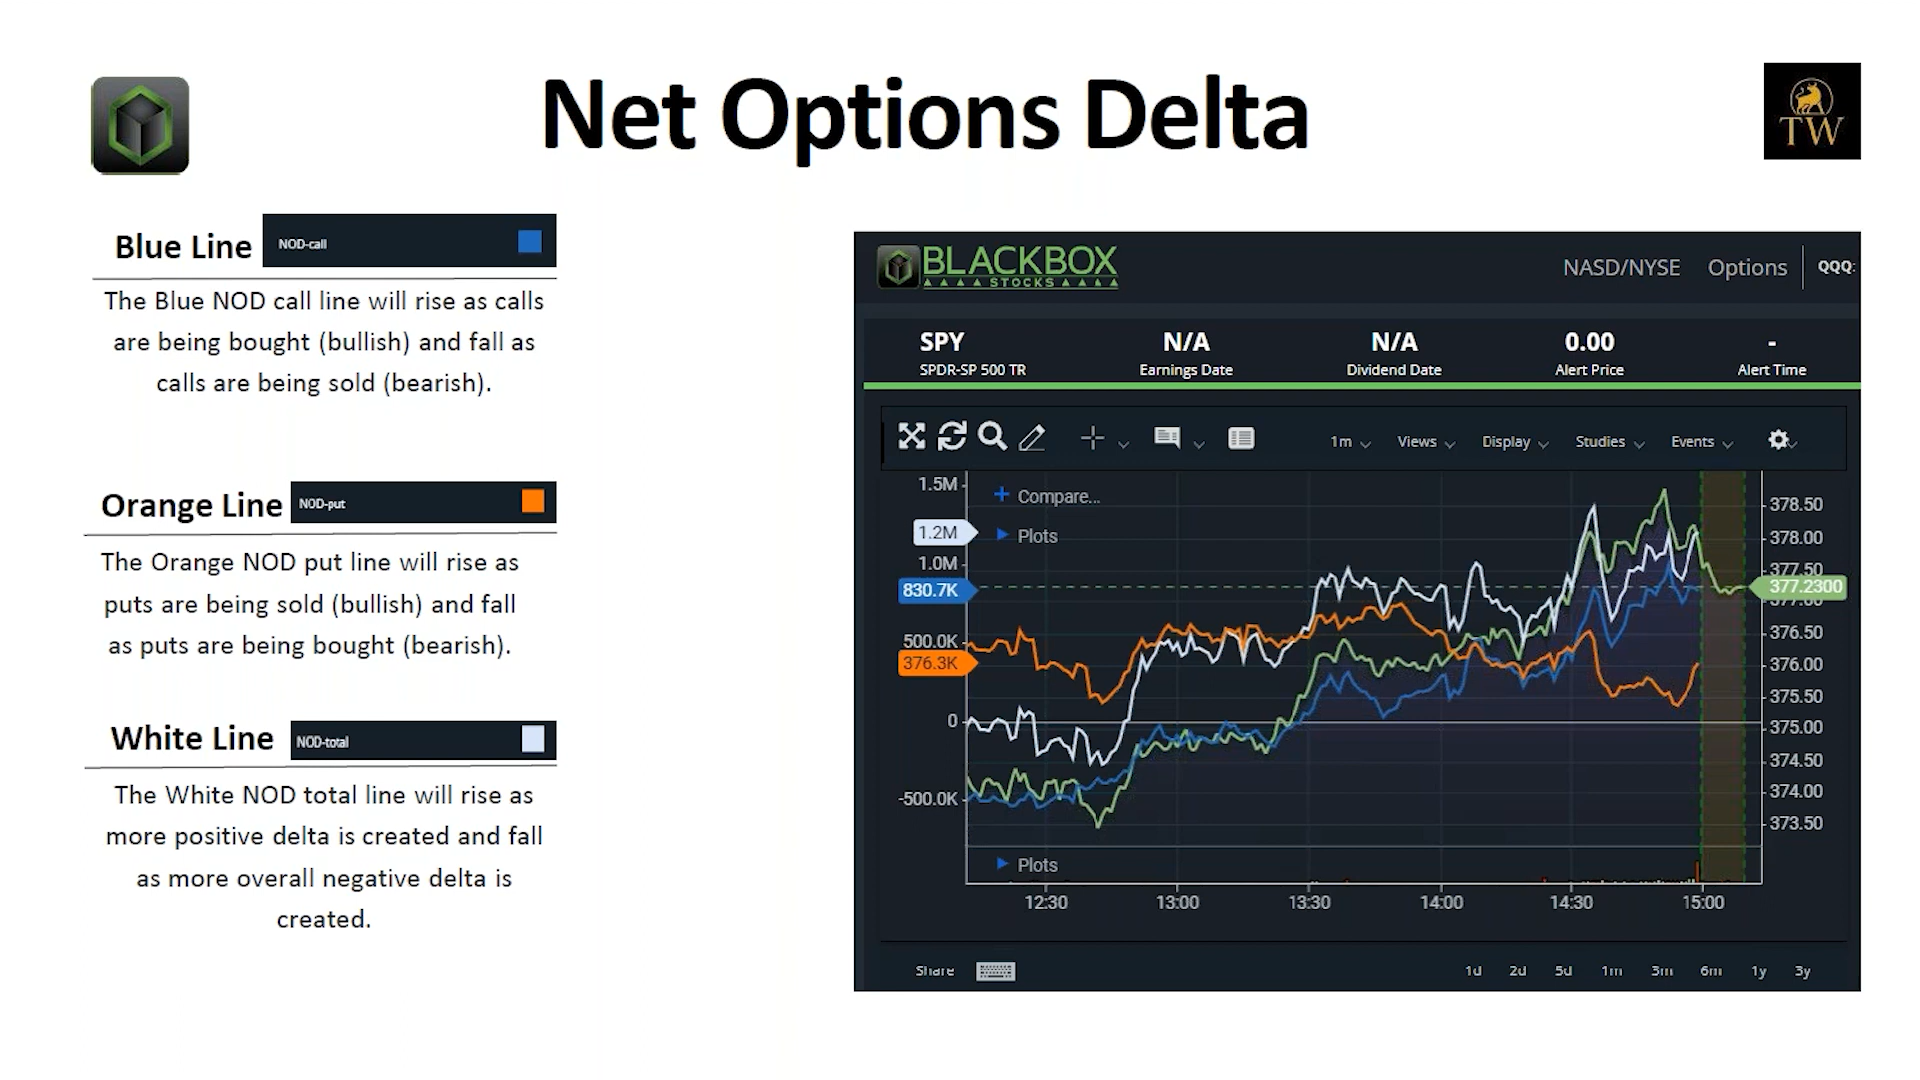 Net Options Delta
TW
Blue Line
NOD-call
The Blue NOD call line will rise as calls
are being bought (bullish) and fall as
calls are being sold (bearish).
Orange Line
NOD-put
The Orange NOD put line will rise as
puts are being sold (bullish) and fall
as puts are being bought (bearish).
White Line
NOD-total
The White NOD total line will rise as
more positive delta is created and fall
as more overall negative delta is
created.
BLACKBOX
STOCKS
NASD/NYSE Options QQQ:
SPY N/A N/A 0.00 -
SPDR-SP 500 TR Earnings Date Dividend Date Alert Price Alert Time
1m Views Display Studies Events
Compare...
Plots
1.5M
1.2M
1.0M
830.7K
500.0K
376.3K
0
-500.0K
378.50
378.00
377.50
377.2300
377.00
376.50
376.00
375.50
375.00
374.50
374.00
373.50
Plots
12:30 13:00 13:30 14:00 14:30 15:00
Share 1d 2d 5d 1m 3m 6m 1y 3y